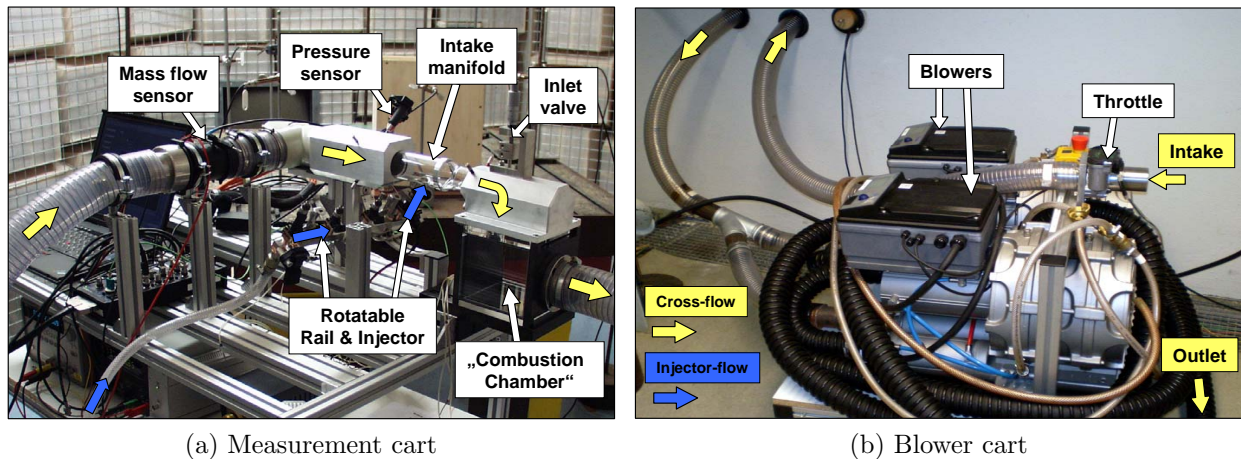 Pressure
sensor
Intake
manifold
Mass flow
sensor
Inlet
valve
Rotatable
Rail & Injector
„Combustion
Chamber“
(a) Measurement cart
Blowers
Throttle
Intake
Cross-flow
Injector-flow
Outlet
(b) Blower cart